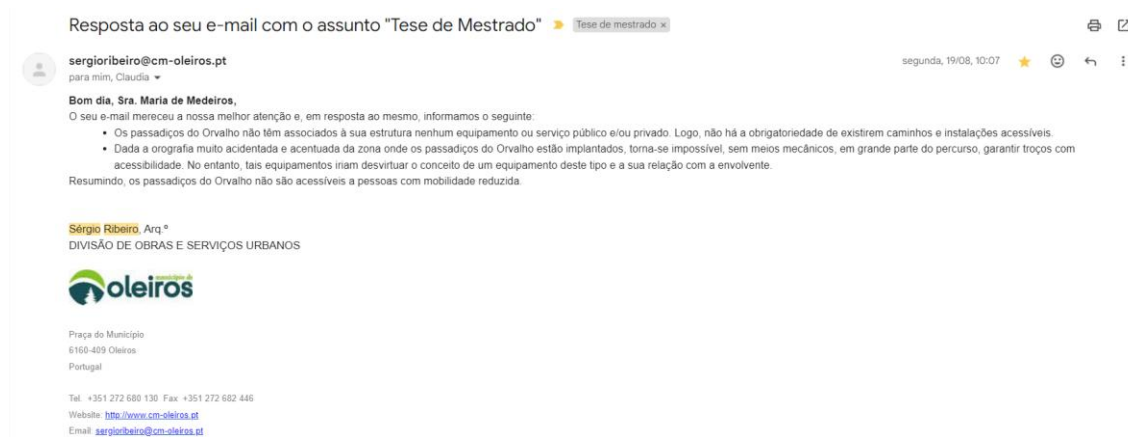 Resposta ao seu e-mail com o assunto "Tese de Mestrado" Tese de mestrado ×
sergioribeiro@cm-oleiros.pt segunda, 19/08, 10:07
para mim, Claudia
Bom dia, Sra. Maria de Medeiros,
O seu e-mail mereceu a nossa melhor atenção e, em resposta ao mesmo, informamos o seguinte:
• Os passadiços do Orvalho não têm associados à sua estrutura nenhum equipamento ou serviço público e/ou privado. Logo, não há a obrigatoriedade de existirem caminhos e instalações acessíveis.
• Dada a orografia muito acidentada e acentuada da zona onde os passadiços do Orvalho estão implantados, torna-se impossível, sem meios mecânicos, em grande parte do percurso, garantir troços com
acessibilidade. No entanto, tais equipamentos iriam desvirtuar o conceito de um equipamento deste tipo e a sua relação com a envolvente.
Resumindo, os passadiços do Orvalho não são acessíveis a pessoas com mobilidade reduzida.
Sérgio Ribeiro, Arq.º
DIVISÃO DE OBRAS E SERVIÇOS URBANOS
município de
oleiros
Praça do Município
6160-409 Oleiros
Portugal
Tel. +351 272 680 130 Fax +351 272 682 446
Website: http://www.cm-oleiros.pt
Email: sergioribeiro@cm-oleiros.pt